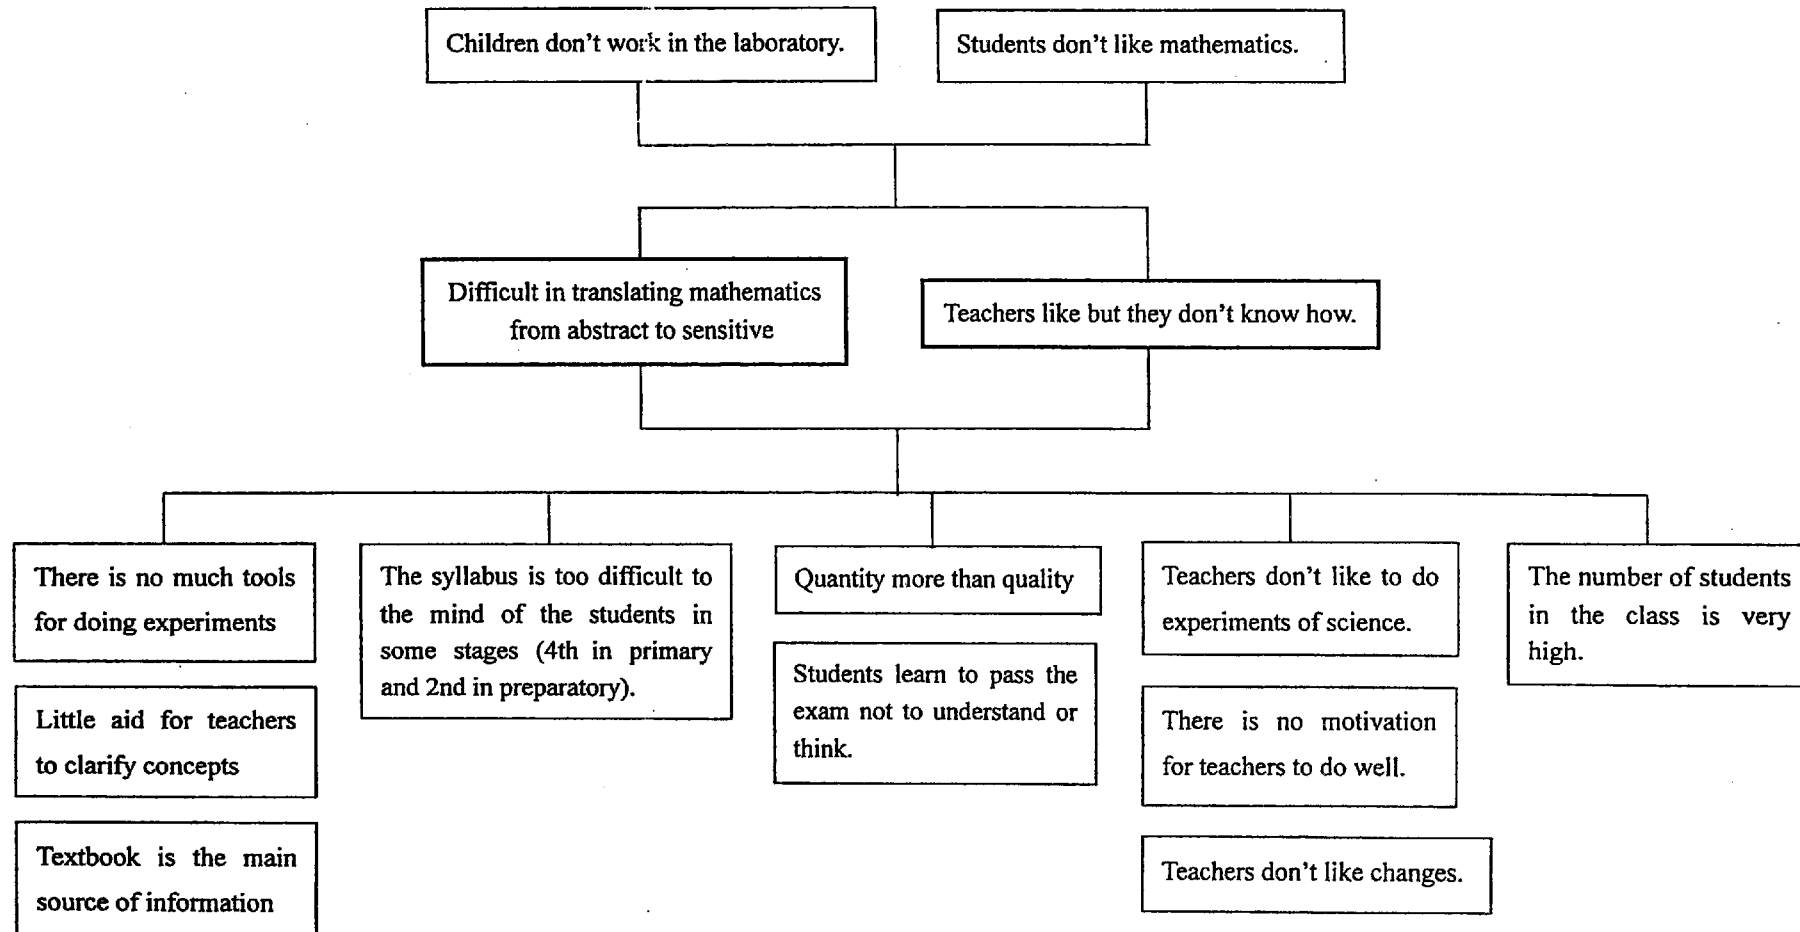 Children don't work in the laboratory.
Students don't like mathematics.
Difficult in translating mathematics
from abstract to sensitive
Teachers like but they don't know how.
There is no much tools
for doing experiments
Little aid for teachers
to clarify concepts
Textbook is the main
source of information
The syllabus is too difficult to
the mind of the students in
some stages (4th in primary
and 2nd in preparatory).
Quantity more than quality
Students learn to pass the
exam not to understand or
think.
Teachers don't like to do
experiments of science.
There is no motivation
for teachers to do well.
Teachers don't like changes.
The number of students
in the class is very
high.